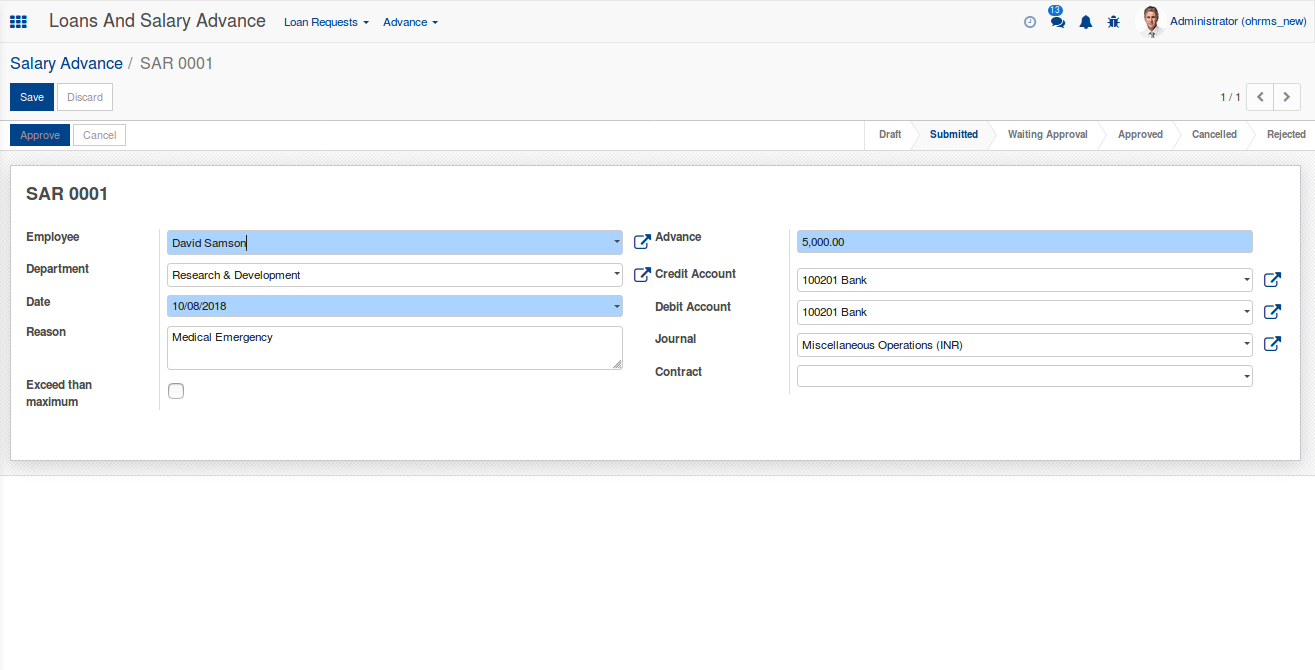 Loans And Salary Advance Loan Requests Advance 13 Administrator (ohrms_new)
Salary Advance / SAR 0001
Save Discard 1 / 1
Approve Cancel Draft Submitted Waiting Approval Approved Cancelled Rejected
SAR 0001
Employee David Samson Advance 5,000.00
Department Research & Development Credit Account 100201 Bank
Date 10/08/2018 Debit Account 100201 Bank
Reason Medical Emergency Journal Miscellaneous Operations (INR)
Contract
Exceed than
maximum